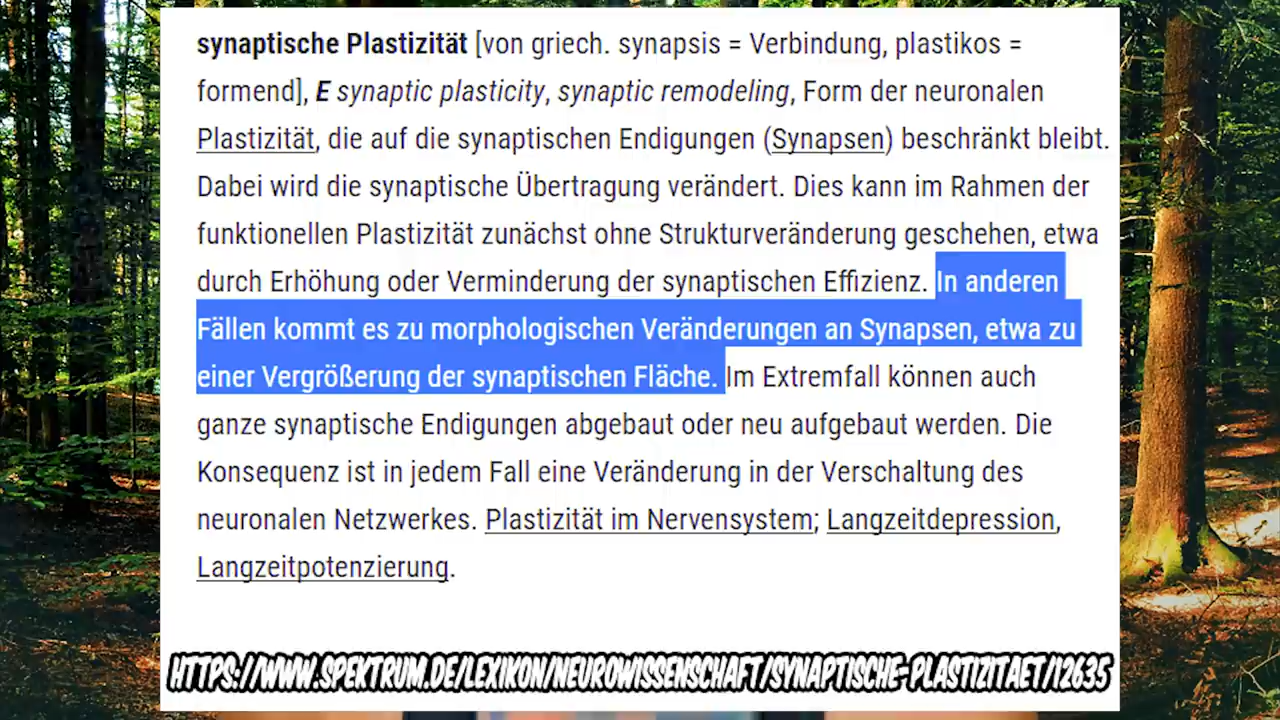 synaptische Plastizität [von griech. synapsis = Verbindung, plastikos =
formend], E synaptic plasticity, synaptic remodeling, Form der neuronalen
Plastizität, die auf die synaptischen Endigungen (Synapsen) beschränkt bleibt.
Dabei wird die synaptische Übertragung verändert. Dies kann im Rahmen der
funktionellen Plastizität zunächst ohne Strukturveränderung geschehen, etwa
durch Erhöhung oder Verminderung der synaptischen Effizienz. In anderen
Fällen kommt es zu morphologischen Veränderungen an Synapsen, etwa zu
einer Vergrößerung der synaptischen Fläche. Im Extremfall können auch
ganze synaptische Endigungen abgebaut oder neu aufgebaut werden. Die
Konsequenz ist in jedem Fall eine Veränderung in der Verschaltung des
neuronalen Netzwerkes. Plastizität im Nervensystem; Langzeitdepression,
Langzeitpotenzierung.
HTTPS://WWW.SPEKTRUM.DE/LEXIKON/NEUROWISSENSCHAFT/SYNAPTISCHE-PLASTIZITAET/12635